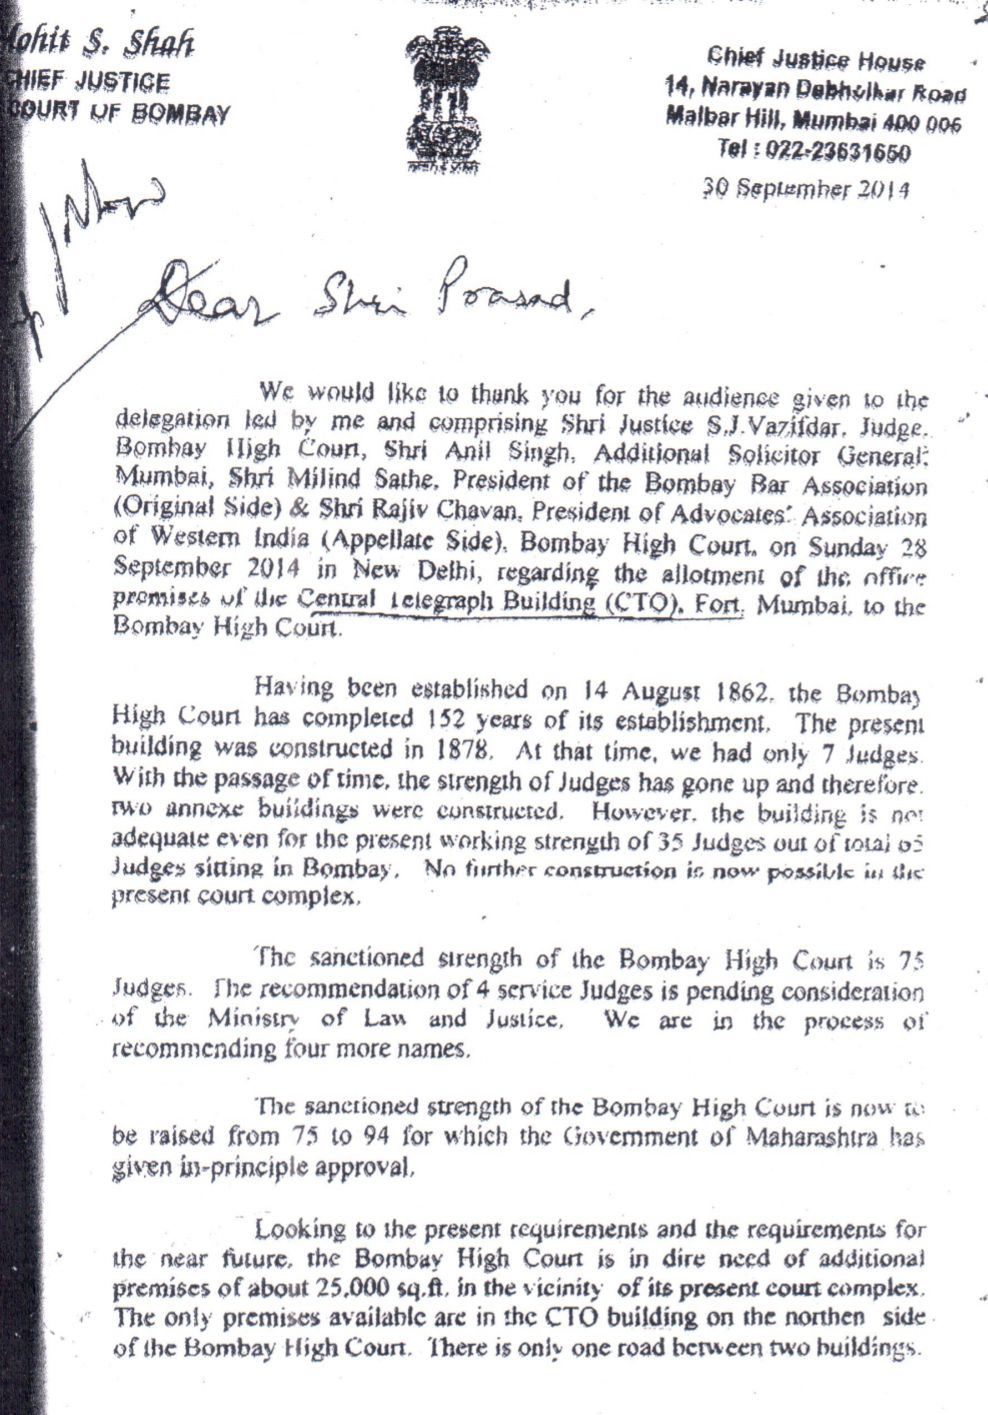 Mohit S. Shah
CHIEF JUSTICE
COURT OF BOMBAY
Chief Justice House
14, Narayan Dabholkar Road
Malbar Hill, Mumbai 400 006
Tel : 022-23631650
30 September 2014
Dear Shri Prasad,
We would like to thank you for the audience given to the
delegation led by me and comprising Shri Justice S.J.Vazifdar, Judge,
Bombay High Court, Shri Anil Singh, Additional Solicitor General,
Mumbai, Shri Milind Sathe, President of the Bombay Bar Association
(Original Side) & Shri Rajiv Chavan, President of Advocates' Association
of Western India (Appellate Side), Bombay High Court, on Sunday 28
September 2014 in New Delhi, regarding the allotment of the office
premises of the Central Telegraph Building (CTO), Fort, Mumbai, to the
Bombay High Court.
Having been established on 14 August 1862, the Bombay
High Court has completed 152 years of its establishment. The present
building was constructed in 1878. At that time, we had only 7 Judges.
With the passage of time, the strength of Judges has gone up and therefore,
two annexe buildings were constructed. However, the building is not
adequate even for the present working strength of 35 Judges out of total
Judges sitting in Bombay. No further construction is now possible in the
present court complex.
The sanctioned strength of the Bombay High Court is 75
Judges. The recommendation of 4 service Judges is pending consideration
of the Ministry of Law and Justice. We are in the process of
recommending four more names.
The sanctioned strength of the Bombay High Court is now to
be raised from 75 to 94 for which the Government of Maharashtra has
given in-principle approval.
Looking to the present requirements and the requirements for
the near future, the Bombay High Court is in dire need of additional
premises of about 25,000 sq.ft. in the vicinity of its present court complex.
The only premises available are in the CTO building on the northen side
of the Bombay High Court. There is only one road between two buildings.